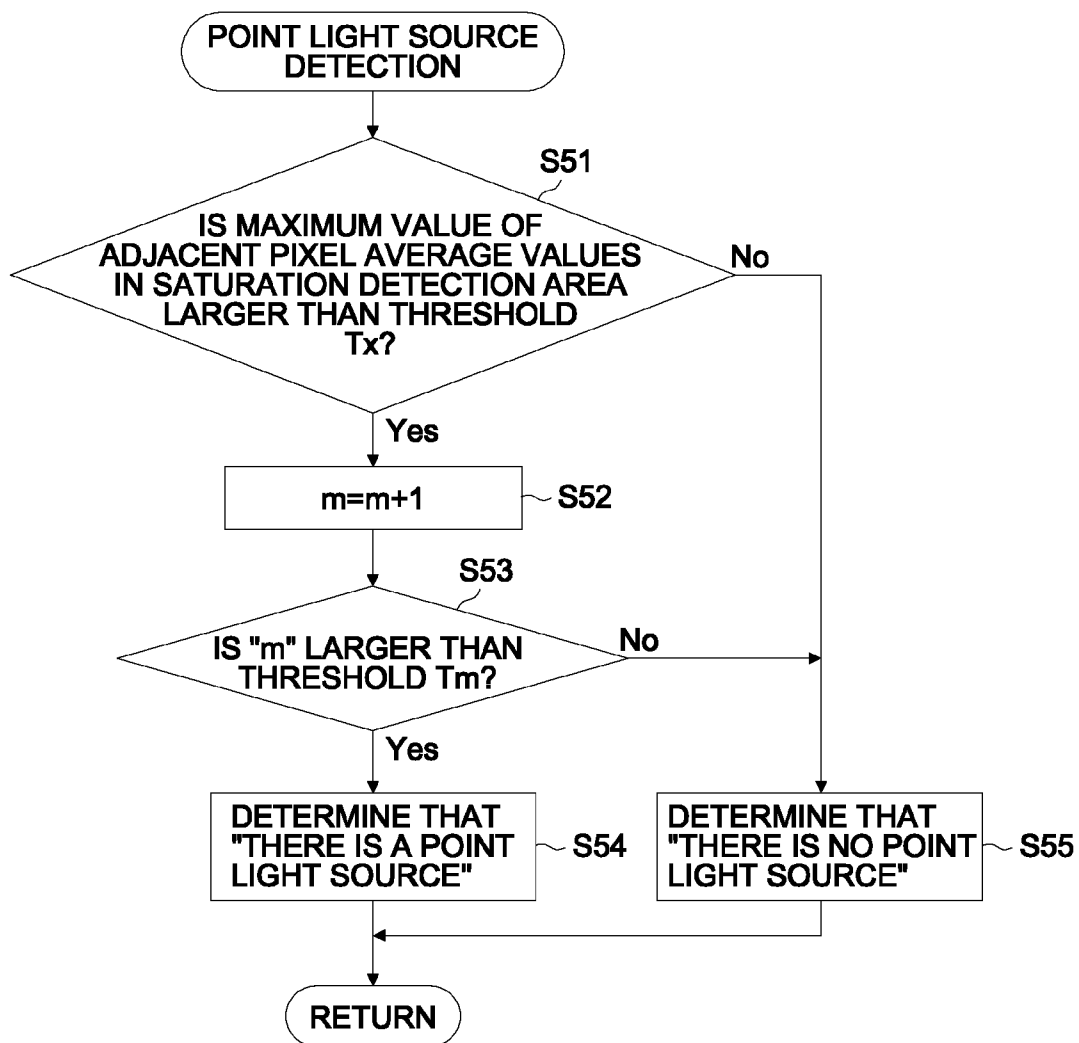 POINT LIGHT SOURCE
DETECTION
S51
IS MAXIMUM VALUE OF
ADJACENT PIXEL AVERAGE VALUES
IN SATURATION DETECTION AREA
LARGER THAN THRESHOLD
Tx?
No
Yes
m=m+1
S52
S53
IS "m" LARGER THAN
THRESHOLD Tm?
No
Yes
DETERMINE THAT
"THERE IS A POINT
LIGHT SOURCE"
S54
DETERMINE THAT
"THERE IS NO POINT
LIGHT SOURCE"
S55
RETURN